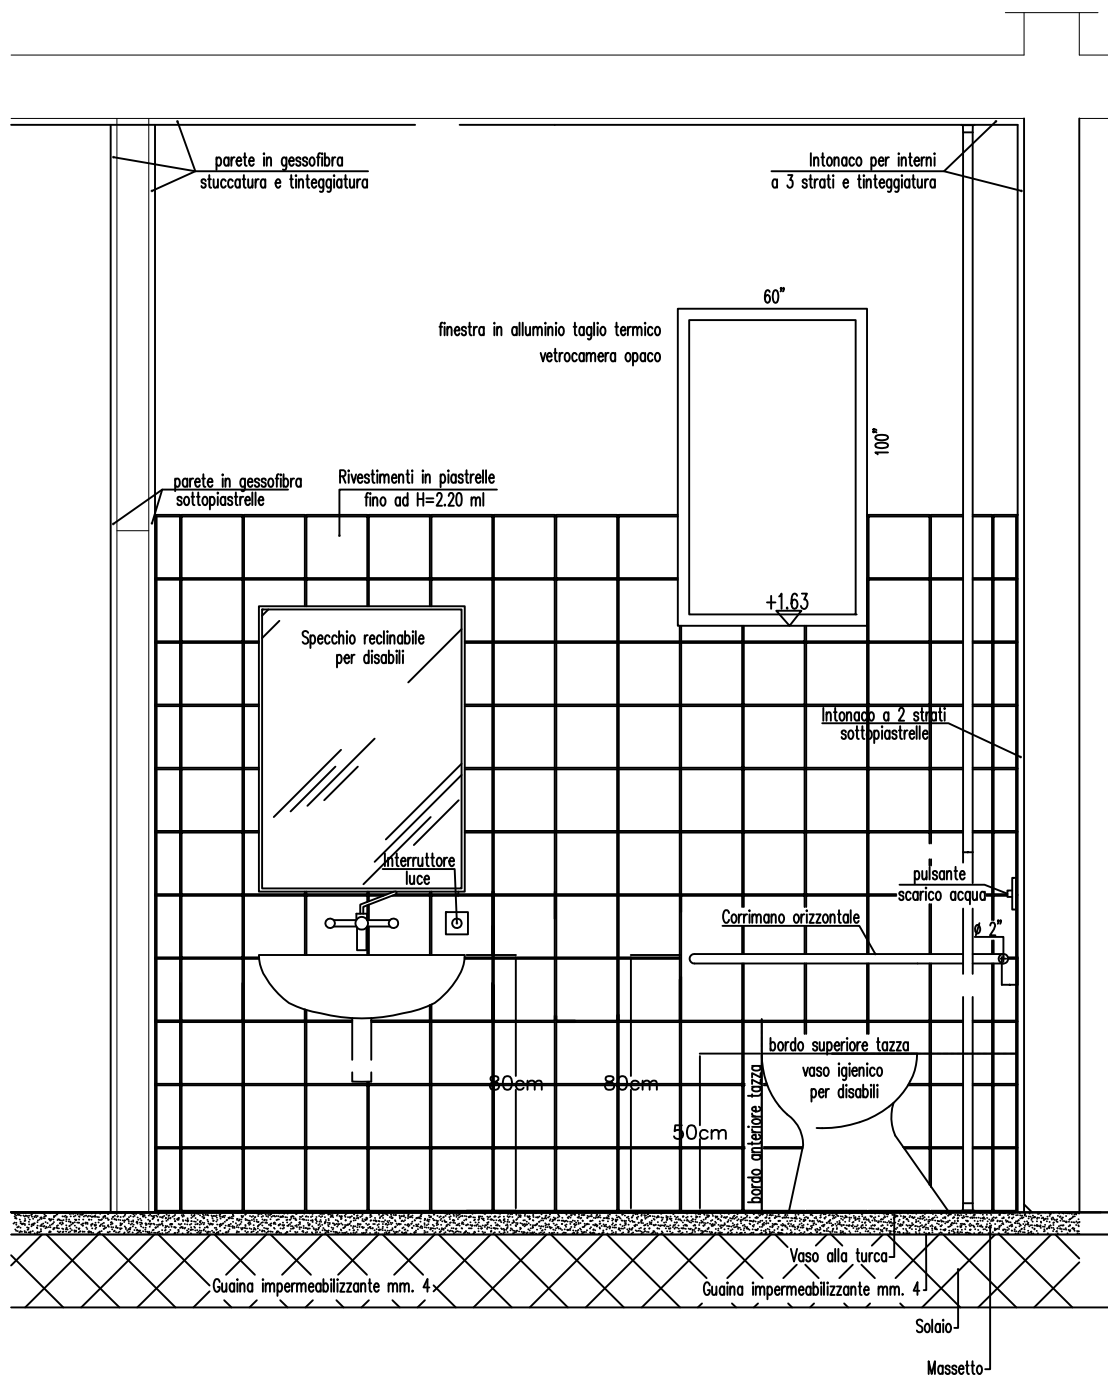 parete in gessofibra
stuccatura e tinteggiatura
Intonaco per interni
a 3 strati e tinteggiatura
60"
finestra in alluminio taglio termico
vetrocamera opaco
100"
parete in gessofibra
sottopiastrelle
Rivestimenti in piastrelle
fino ad H=2.20 ml
+1.63
Specchio reclinabile
per disabili
Intonaco a 2 strati
sottopiastrelle
Interruttore
luce
pulsante
scarico acqua
Corrimano orizzontale
ø 2"
bordo superiore tazza
vaso igienico
per disabili
80cm
80cm
50cm
bordo anteriore tazza
Vaso alla turca
Guaina impermeabilizzante mm. 4
Guaina impermeabilizzante mm. 4
Solaio
Massetto